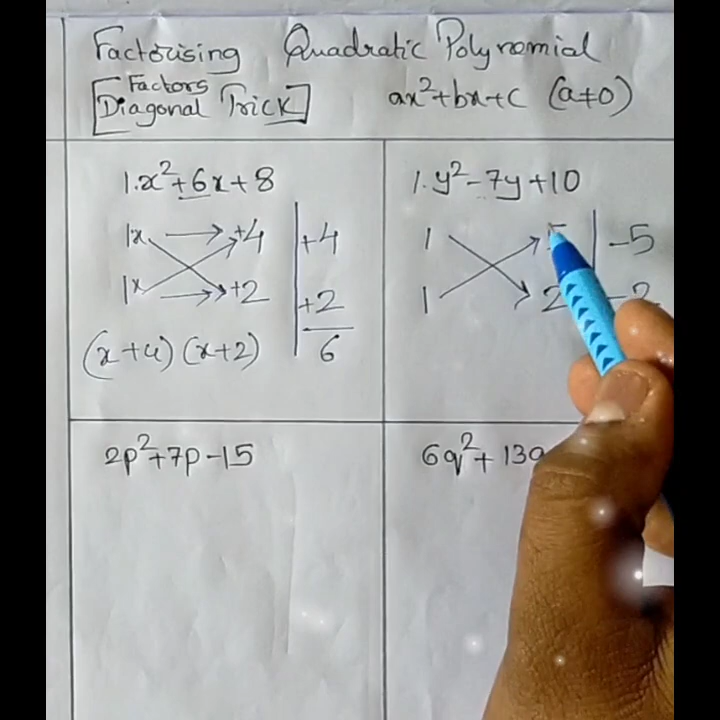 Factorising Quadratic Polynomial
[Factors Diagonal Trick] ax²+bx+c (a≠0)
1.x²+6x+8
1x +4 +4
1x +2 +2
6
(x+4) (x+2)
1.y²-7y+10
1 -5
1 2 -2
2p²+7p-15
6q²+13q